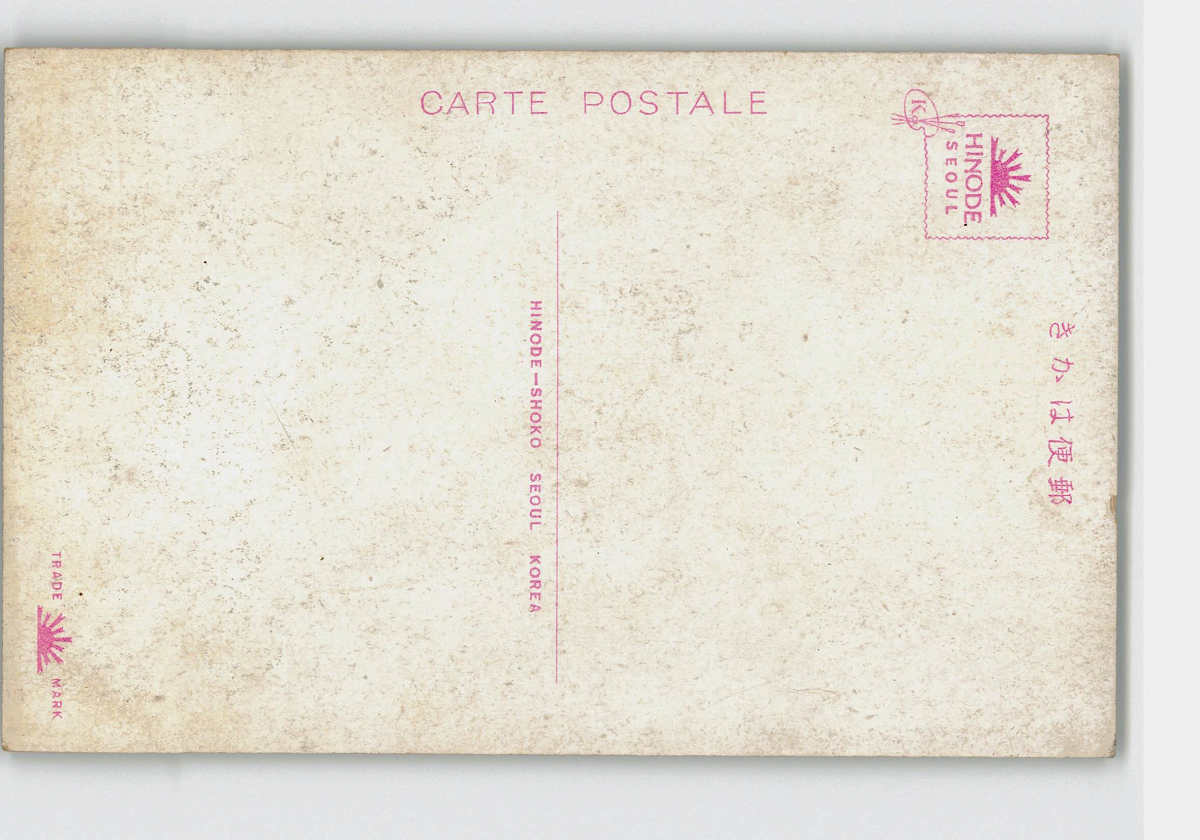 CARTE POSTALE
K
HINODE
SEOUL
郵便はかき
HINODE–SHOKO SEOUL KOREA
TRADE MARK